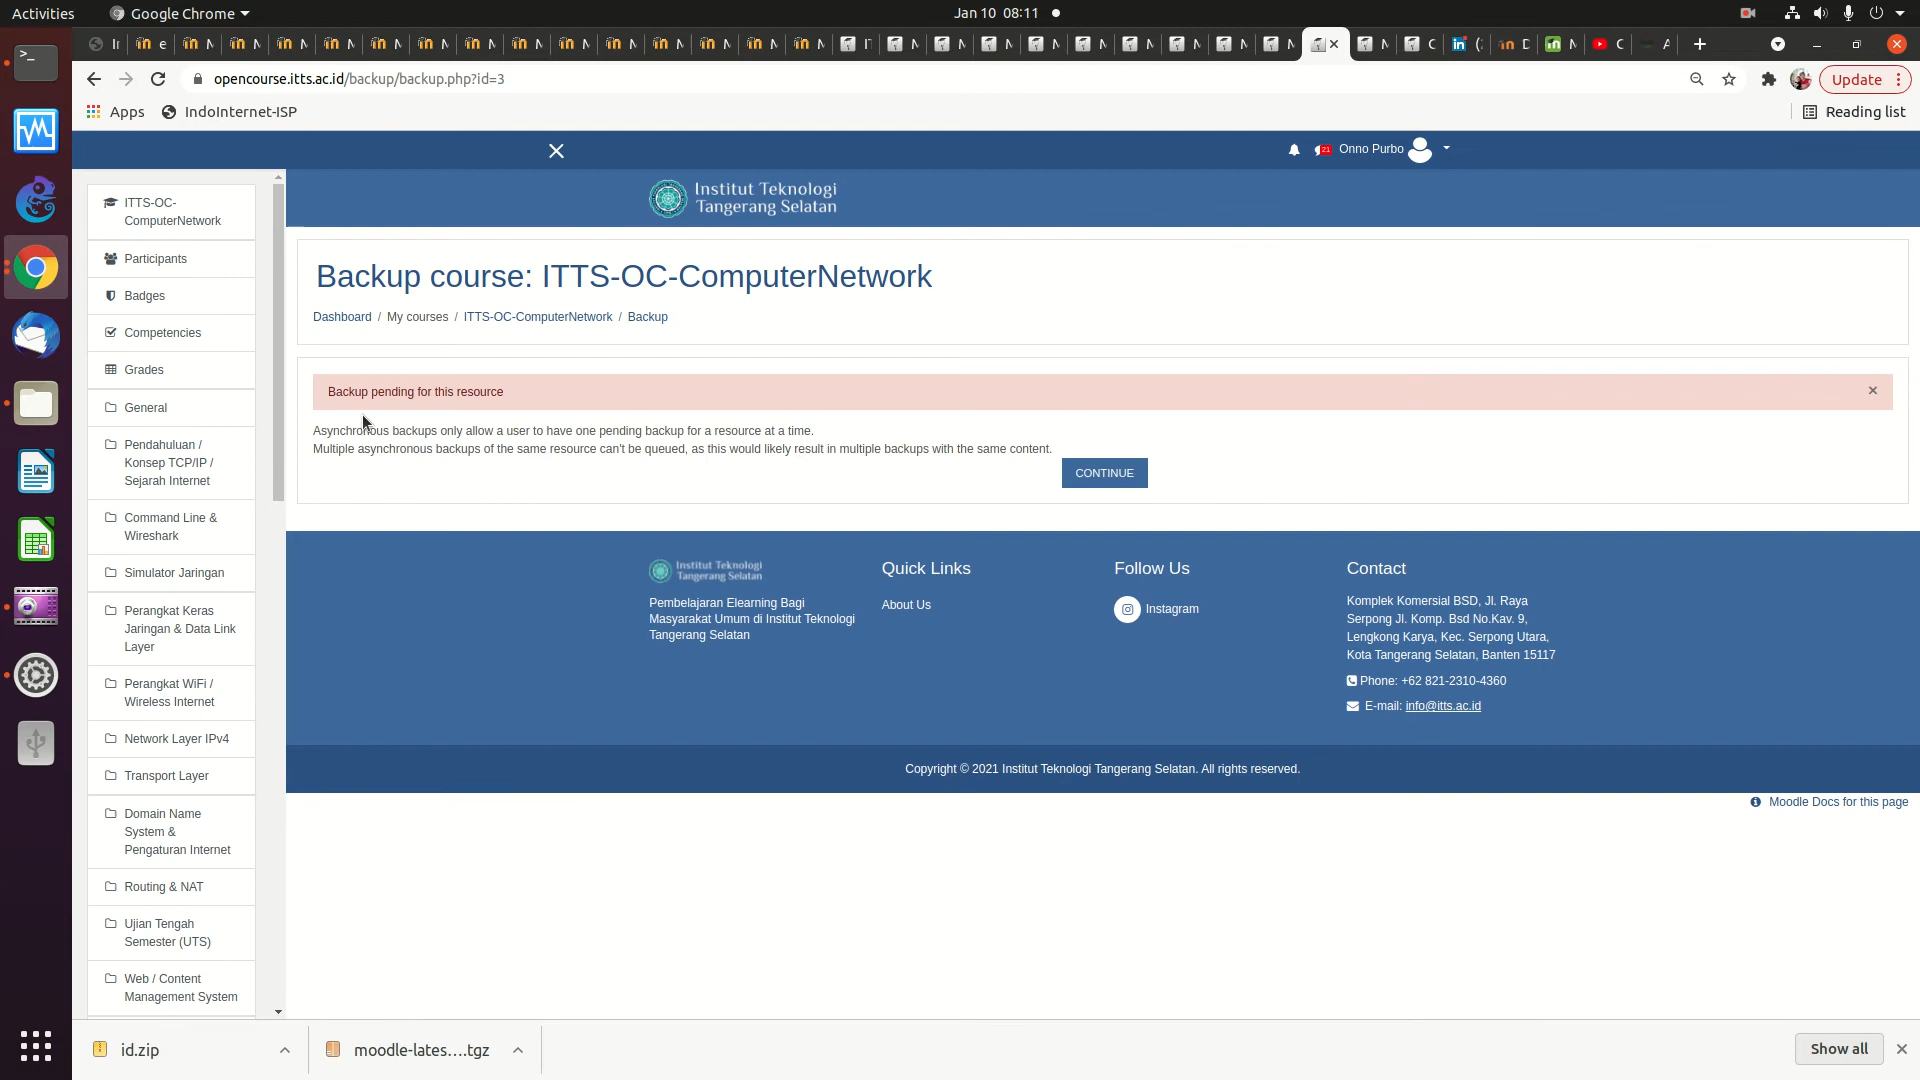 Activities
Google Chrome
Jan 10 08:11
opencourse.itts.ac.id/backup/backup.php?id=3
Update
Apps
IndoInternet-ISP
Reading list
21
Onno Purbo
Institut Teknologi
Tangerang Selatan
ITTS-OC-
ComputerNetwork
Participants
Badges
Competencies
Grades
General
Pendahuluan /
Konsep TCP/IP /
Sejarah Internet
Command Line &
Wireshark
Simulator Jaringan
Perangkat Keras
Jaringan & Data Link
Layer
Perangkat WiFi /
Wireless Internet
Network Layer IPv4
Transport Layer
Domain Name
System &
Pengaturan Internet
Routing & NAT
Ujian Tengah
Semester (UTS)
Web / Content
Management System
Backup course: ITTS-OC-ComputerNetwork
Dashboard / My courses / ITTS-OC-ComputerNetwork / Backup
Backup pending for this resource
Asynchronous backups only allow a user to have one pending backup for a resource at a time.
Multiple asynchronous backups of the same resource can't be queued, as this would likely result in multiple backups with the same content.
CONTINUE
Institut Teknologi
Tangerang Selatan
Pembelajaran Elearning Bagi
Masyarakat Umum di Institut Teknologi
Tangerang Selatan
Quick Links
About Us
Follow Us
Instagram
Contact
Komplek Komersial BSD, Jl. Raya
Serpong Jl. Komp. Bsd No.Kav. 9,
Lengkong Karya, Kec. Serpong Utara,
Kota Tangerang Selatan, Banten 15117
Phone: +62 821-2310-4360
E-mail: info@itts.ac.id
Copyright © 2021 Institut Teknologi Tangerang Selatan. All rights reserved.
Moodle Docs for this page
id.zip
moodle-lates....tgz
Show all